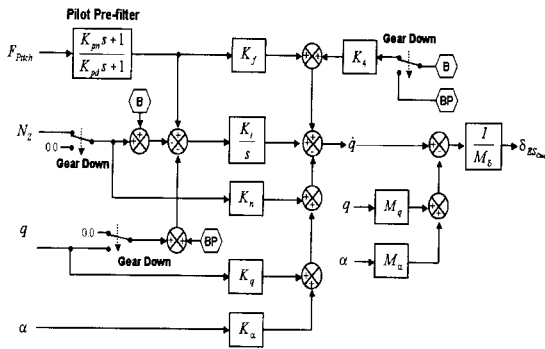 Pilot Pre-filter
F_Pitch
K_pn s + 1
K_pd s + 1
K_f
K_4
Gear Down
B
BP
B
N_Z
0.0
Gear Down
K_i
s
q̇
1
M_δ
K_n
q
M_q
q
0.0
BP
Gear Down
α
M_α
K_q
α
K_α